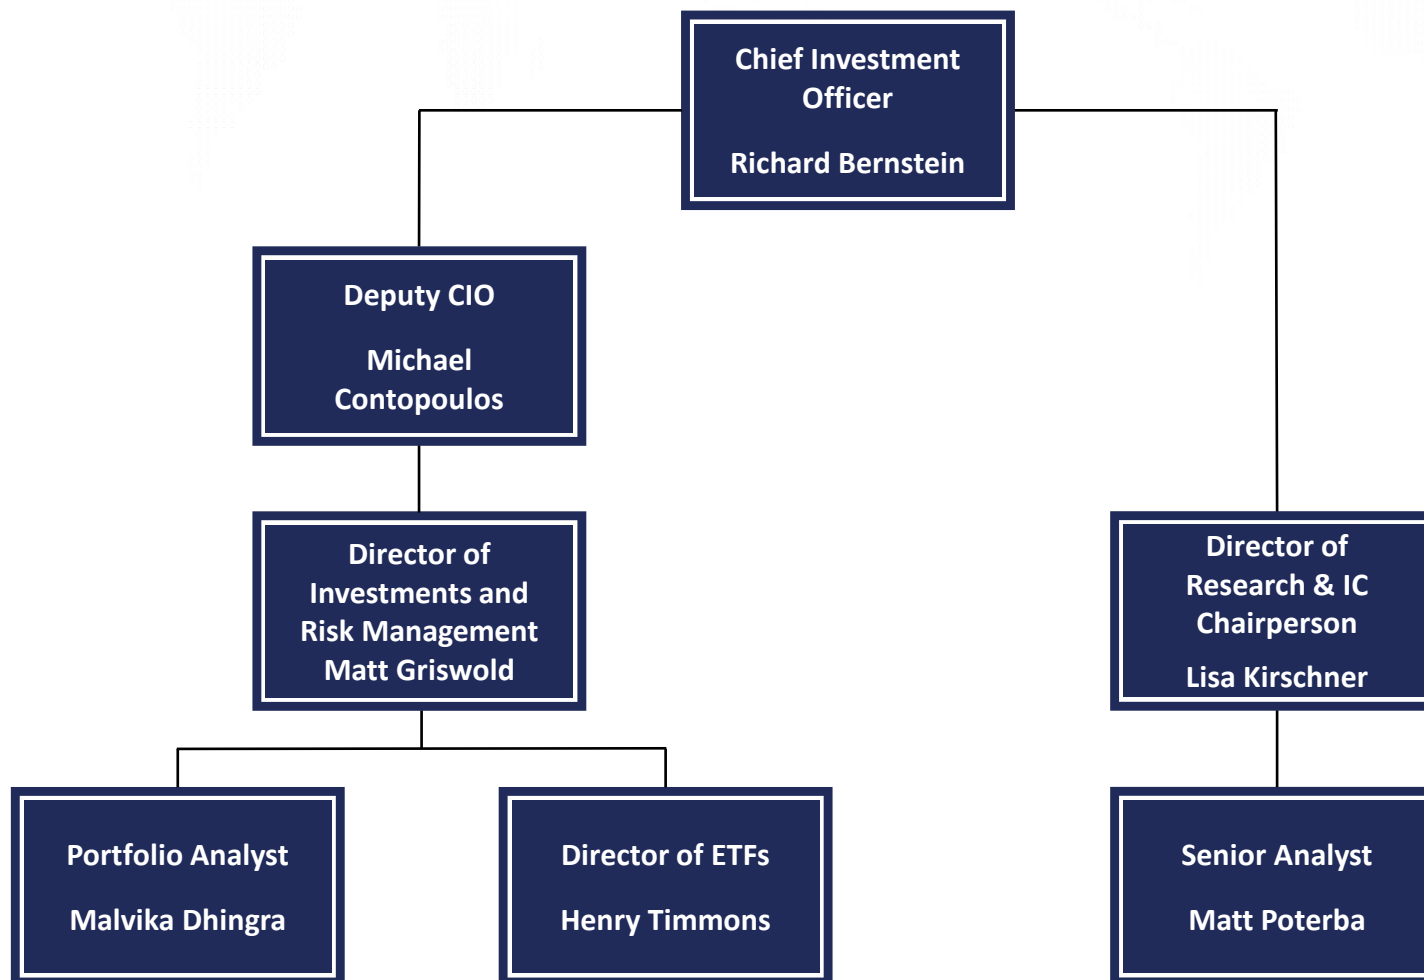 Chief Investment
Officer
Richard Bernstein
Deputy CIO
Michael
Contopoulos
Director of
Investments and
Risk Management
Matt Griswold
Director of
Research & IC
Chairperson
Lisa Kirschner
Portfolio Analyst
Malvika Dhingra
Director of ETFs
Henry Timmons
Senior Analyst
Matt Poterba